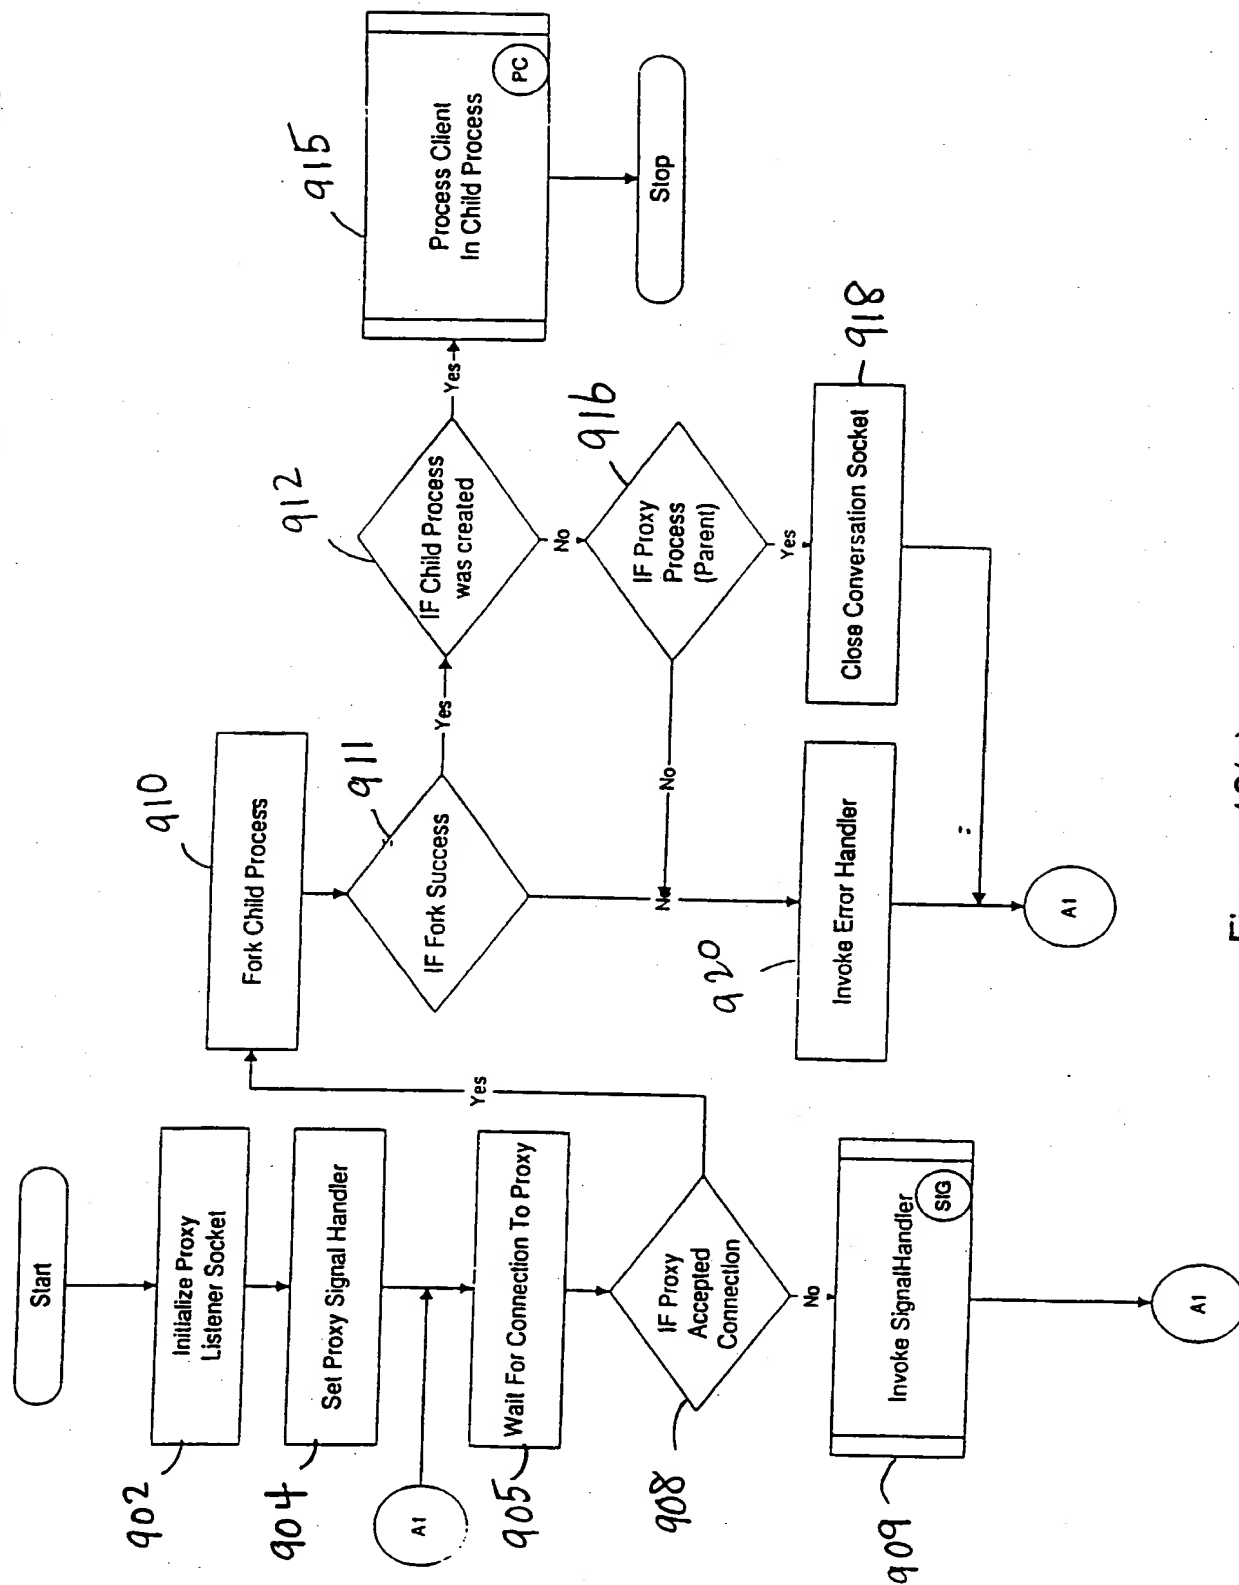 Start
902
Initialize Proxy
Listener Socket
904
Set Proxy Signal Handler
A1
905
Wait For Connection To Proxy
908
IF Proxy
Accepted
Connection
Yes
No
909
Invoke SignalHandler
SIG
A1
910
Fork Child Process
911
IF Fork Success
Yes
No
912
IF Child Process
was created
Yes
No
915
Process Client
In Child Process
PC
Stop
916
IF Proxy
Process
(Parent)
No
Yes
918
Close Conversation Socket
920
Invoke Error Handler
A1